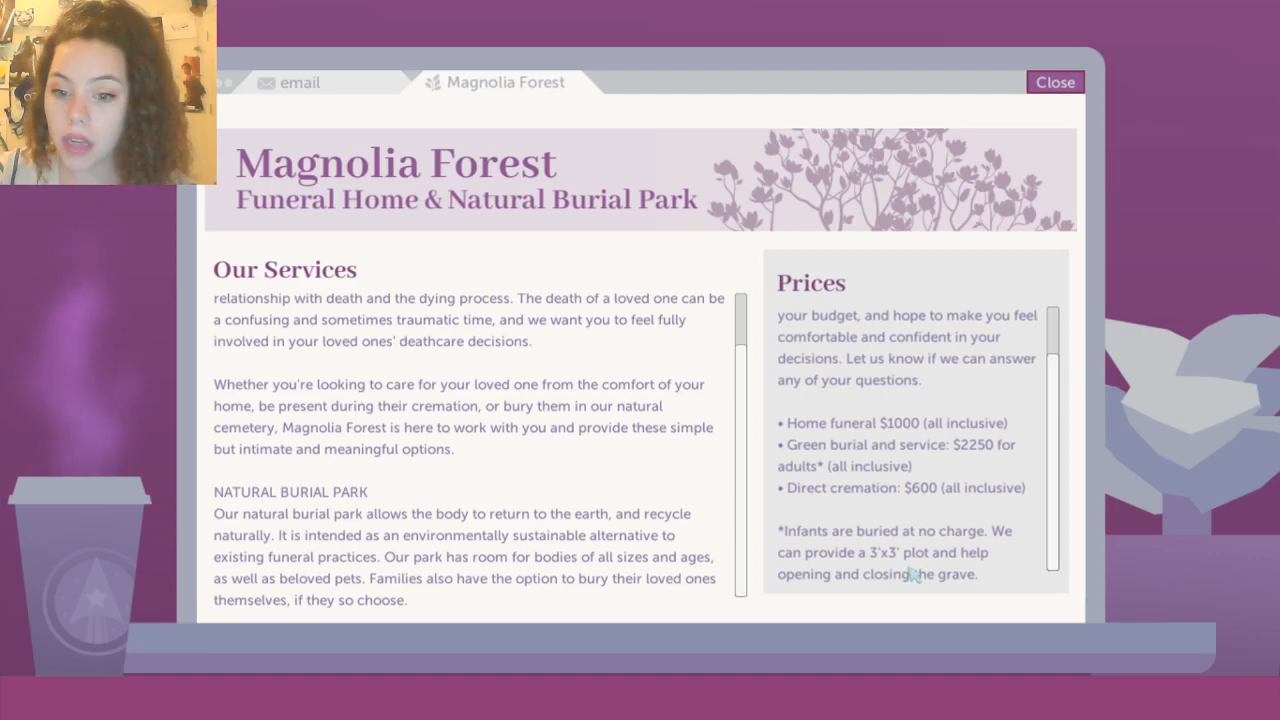 email
Magnolia Forest
Close
Magnolia Forest
Funeral Home & Natural Burial Park
Our Services
relationship with death and the dying process. The death of a loved one can be
a confusing and sometimes traumatic time, and we want you to feel fully
involved in your loved ones' deathcare decisions.
Whether you're looking to care for your loved one from the comfort of your
home, be present during their cremation, or bury them in our natural
cemetery, Magnolia Forest is here to work with you and provide these simple
but intimate and meaningful options.
NATURAL BURIAL PARK
Our natural burial park allows the body to return to the earth, and recycle
naturally. It is intended as an environmentally sustainable alternative to
existing funeral practices. Our park has room for bodies of all sizes and ages,
as well as beloved pets. Families also have the option to bury their loved ones
themselves, if they so choose.
Prices
your budget, and hope to make you feel
comfortable and confident in your
decisions. Let us know if we can answer
any of your questions.
• Home funeral $1000 (all inclusive)
• Green burial and service: $2250 for
adults* (all inclusive)
• Direct cremation: $600 (all inclusive)
*Infants are buried at no charge. We
can provide a 3'x3' plot and help
opening and closing the grave.